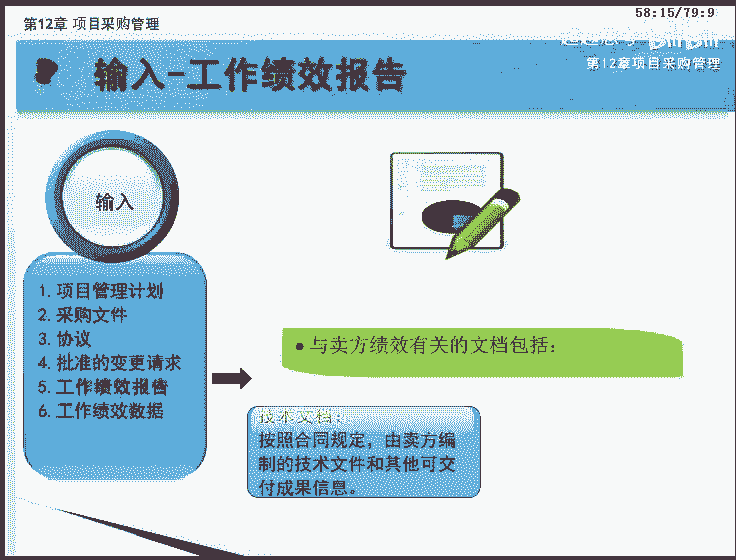 58:15/79:9
第12章 项目采购管理
第12章项目采购管理
输入-工作绩效报告
输入
1. 项目管理计划
2. 采购文件
3. 协议
4. 批准的变更请求
5. 工作绩效报告
6. 工作绩效数据
● 与卖方绩效有关的文档包括：
技术文档：
按照合同规定，由卖方编
制的技术文件和其他可交
付成果信息。